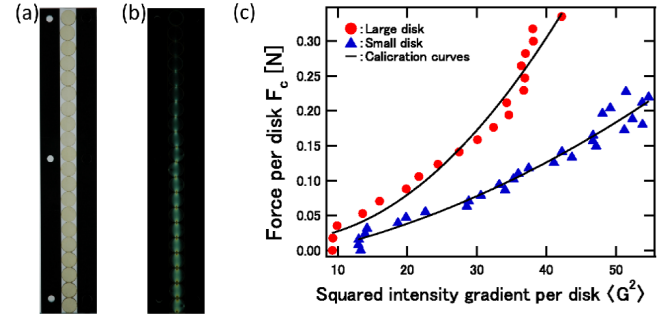 (a)
(b)
(c)
: Large disk
: Small disk
: Calicration curves
Force per disk F_c [N]
0.30
0.25
0.20
0.15
0.10
0.05
0.00
10
20
30
40
50
Squared intensity gradient per disk ⟨G²⟩